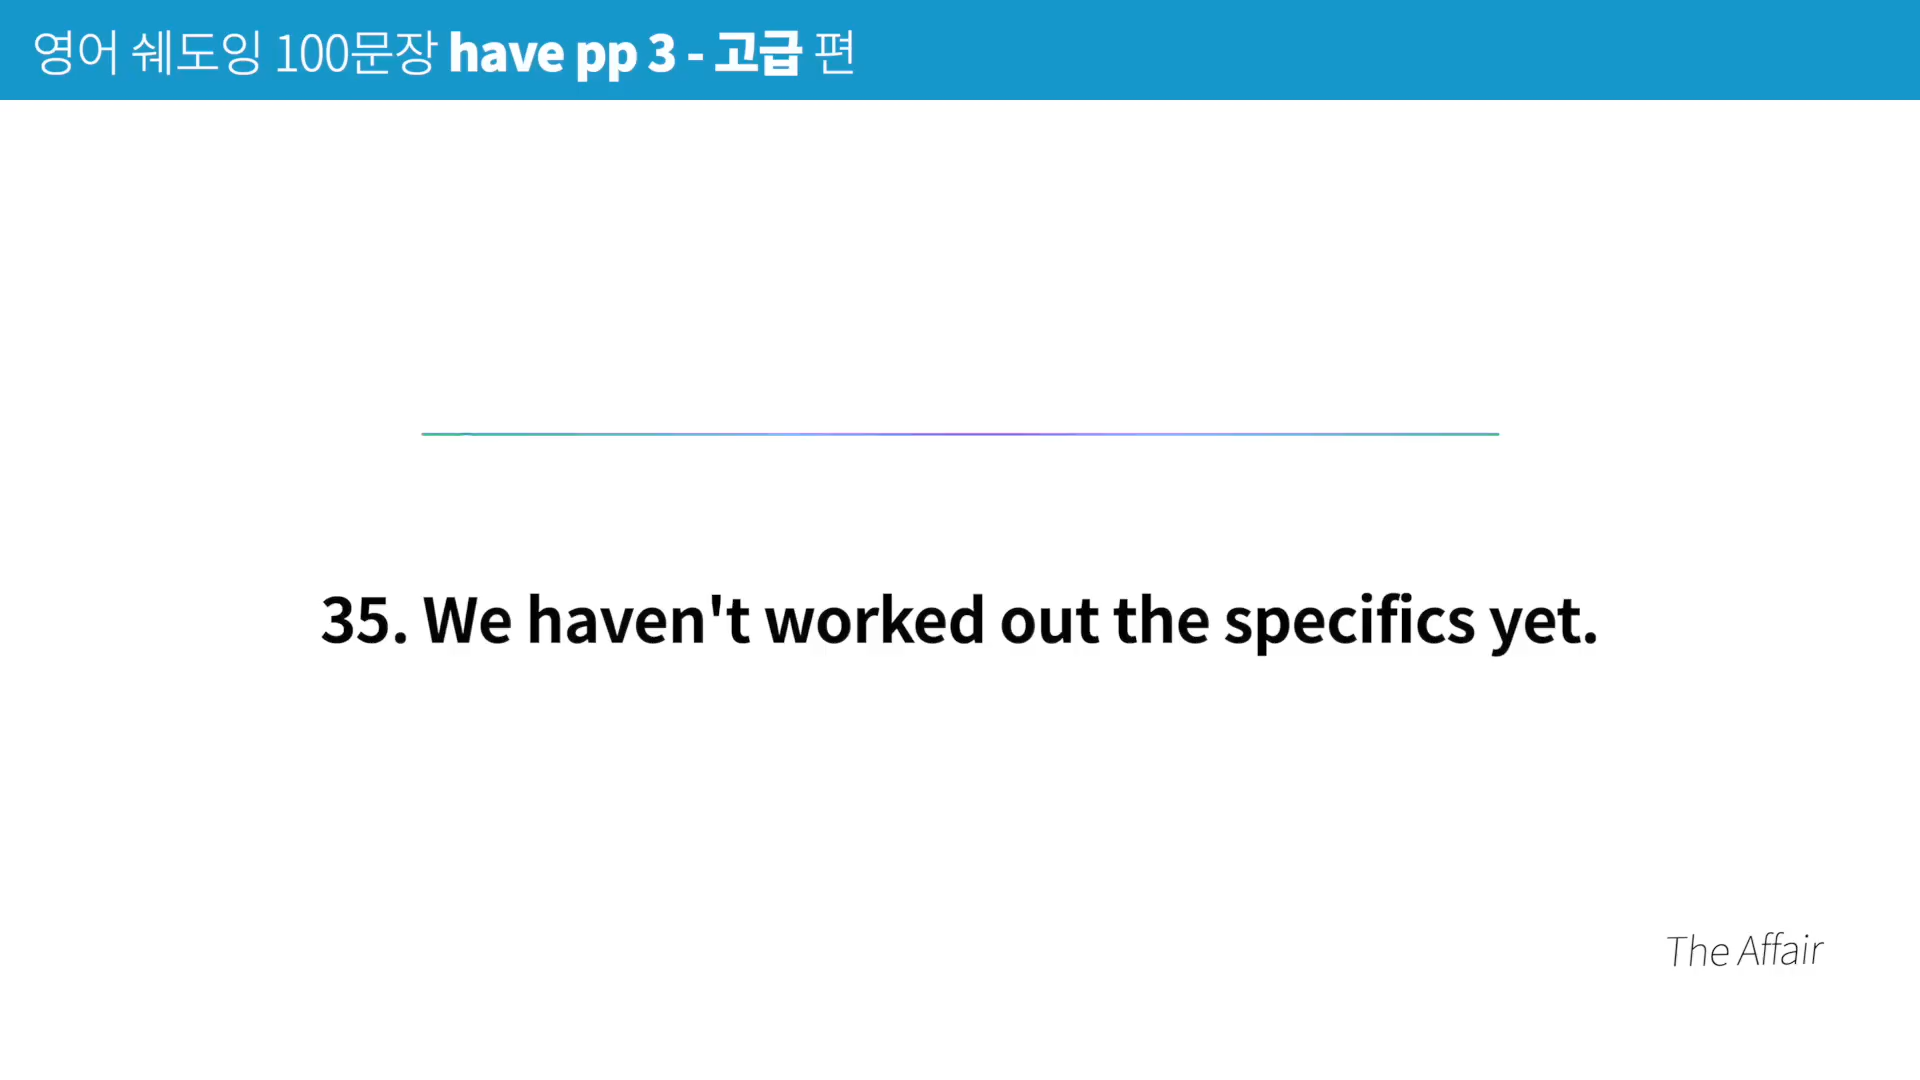 영어 쉐도잉 100문장 have pp 3 - 고급 편
35. We haven't worked out the specifics yet.
The Affair